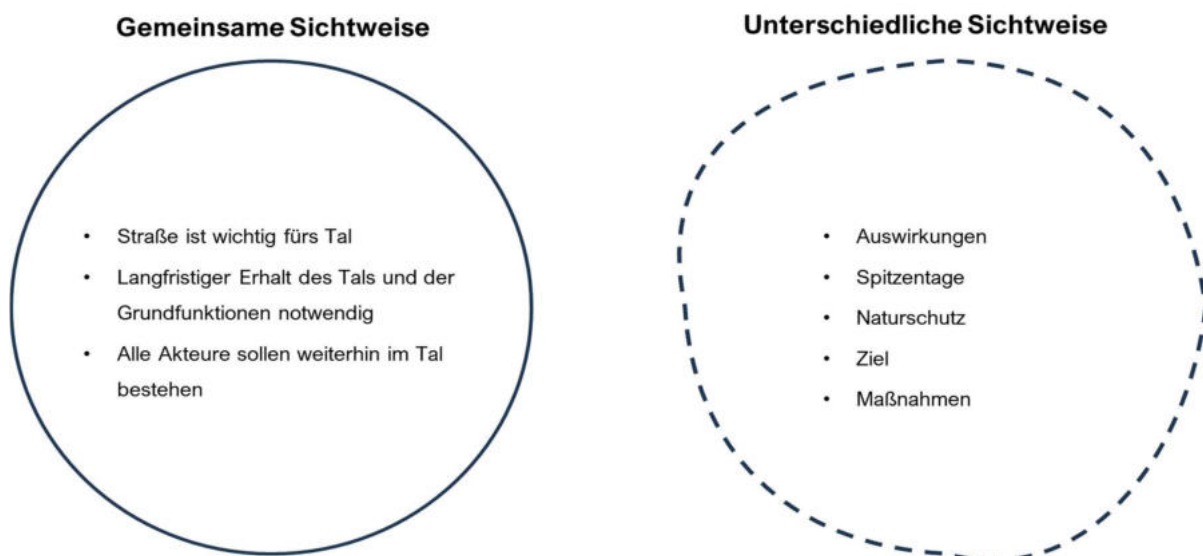 Gemeinsame Sichtweise
• Straße ist wichtig fürs Tal
• Langfristiger Erhalt des Tals und der
Grundfunktionen notwendig
• Alle Akteure sollen weiterhin im Tal
bestehen
Unterschiedliche Sichtweise
• Auswirkungen
• Spitzentage
• Naturschutz
• Ziel
• Maßnahmen